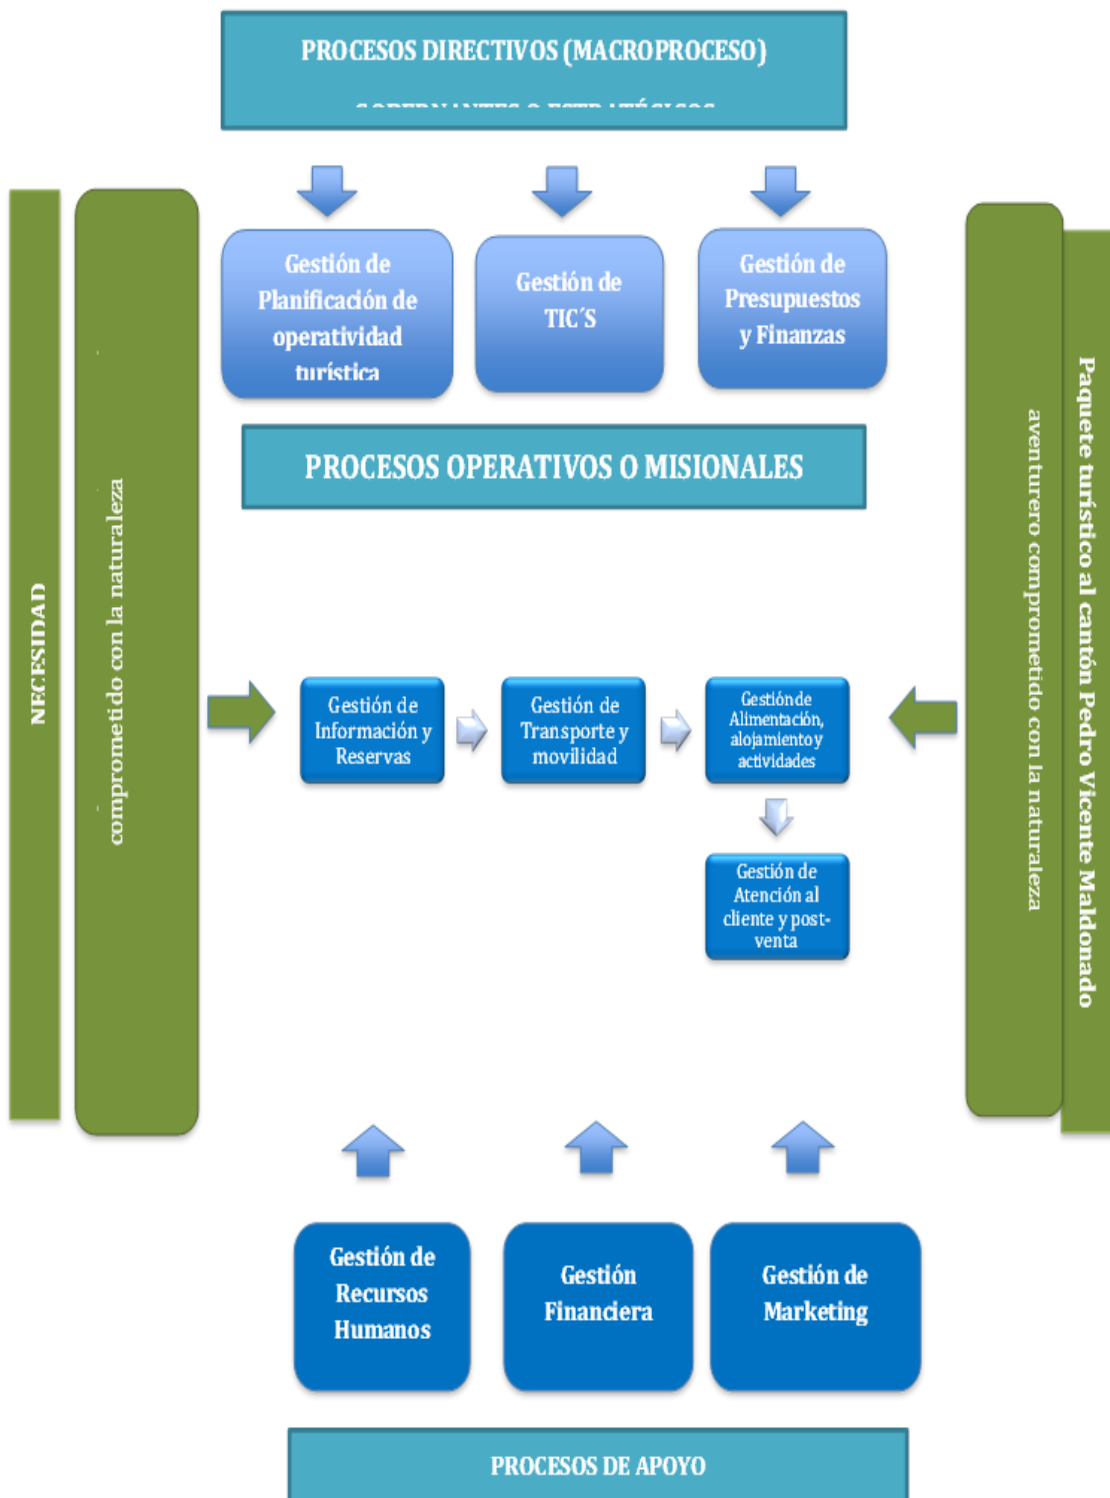 PROCESOS DIRECTIVOS (MACROPROCESO)
GOBERNANTES O ESTRATÉGICOS
Gestión de
Planificación de
operatividad
turística
Gestión de
TIC´S
Gestión de
Presupuestos
y Finanzas
PROCESOS OPERATIVOS O MISIONALES
NECESIDAD
comprometido con la naturaleza
Gestión de
Información y
Reservas
Gestión de
Transporte y
movilidad
Gestión de
Alimentación,
alojamiento y
actividades
Gestión de
Atención al
cliente y post-
venta
aventurero comprometido con la naturaleza
Paquete turístico al cantón Pedro Vicente Maldonado
Gestión de
Recursos
Humanos
Gestión
Financiera
Gestión de
Marketing
PROCESOS DE APOYO